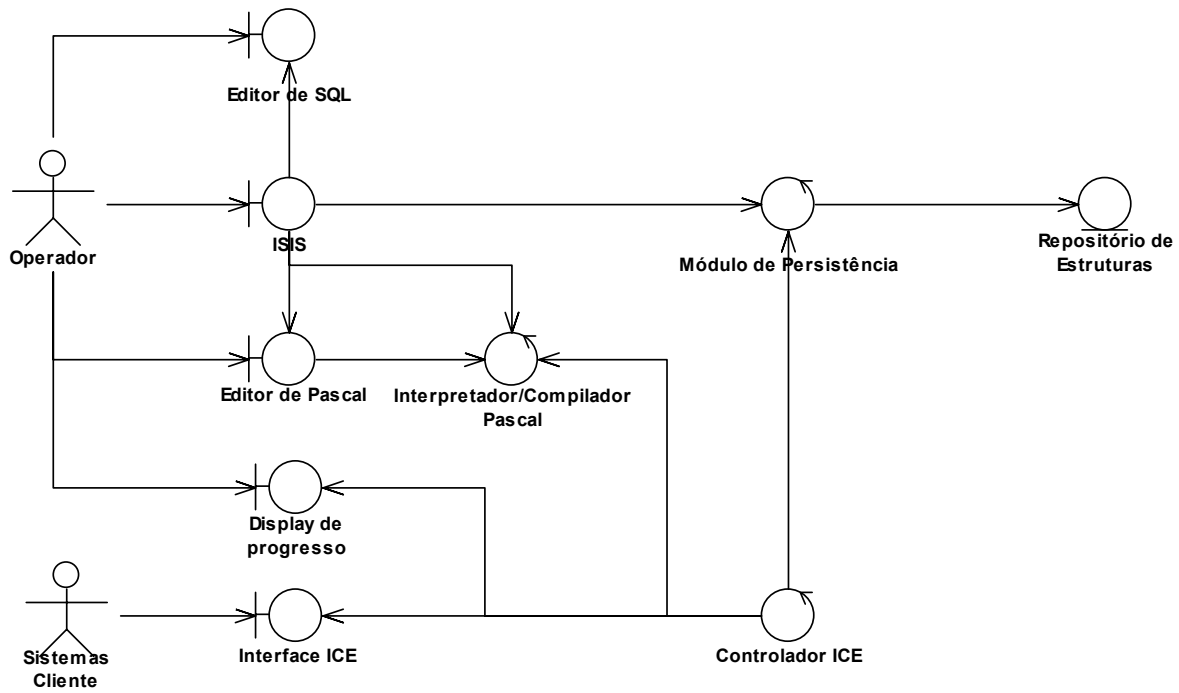 Editor de SQL
Operador
ISIS
Módulo de Persistência
Repositório de
Estruturas
Editor de Pascal
Interpretador/Compilador
Pascal
Display de
progresso
Sistemas
Cliente
Interface ICE
Controlador ICE